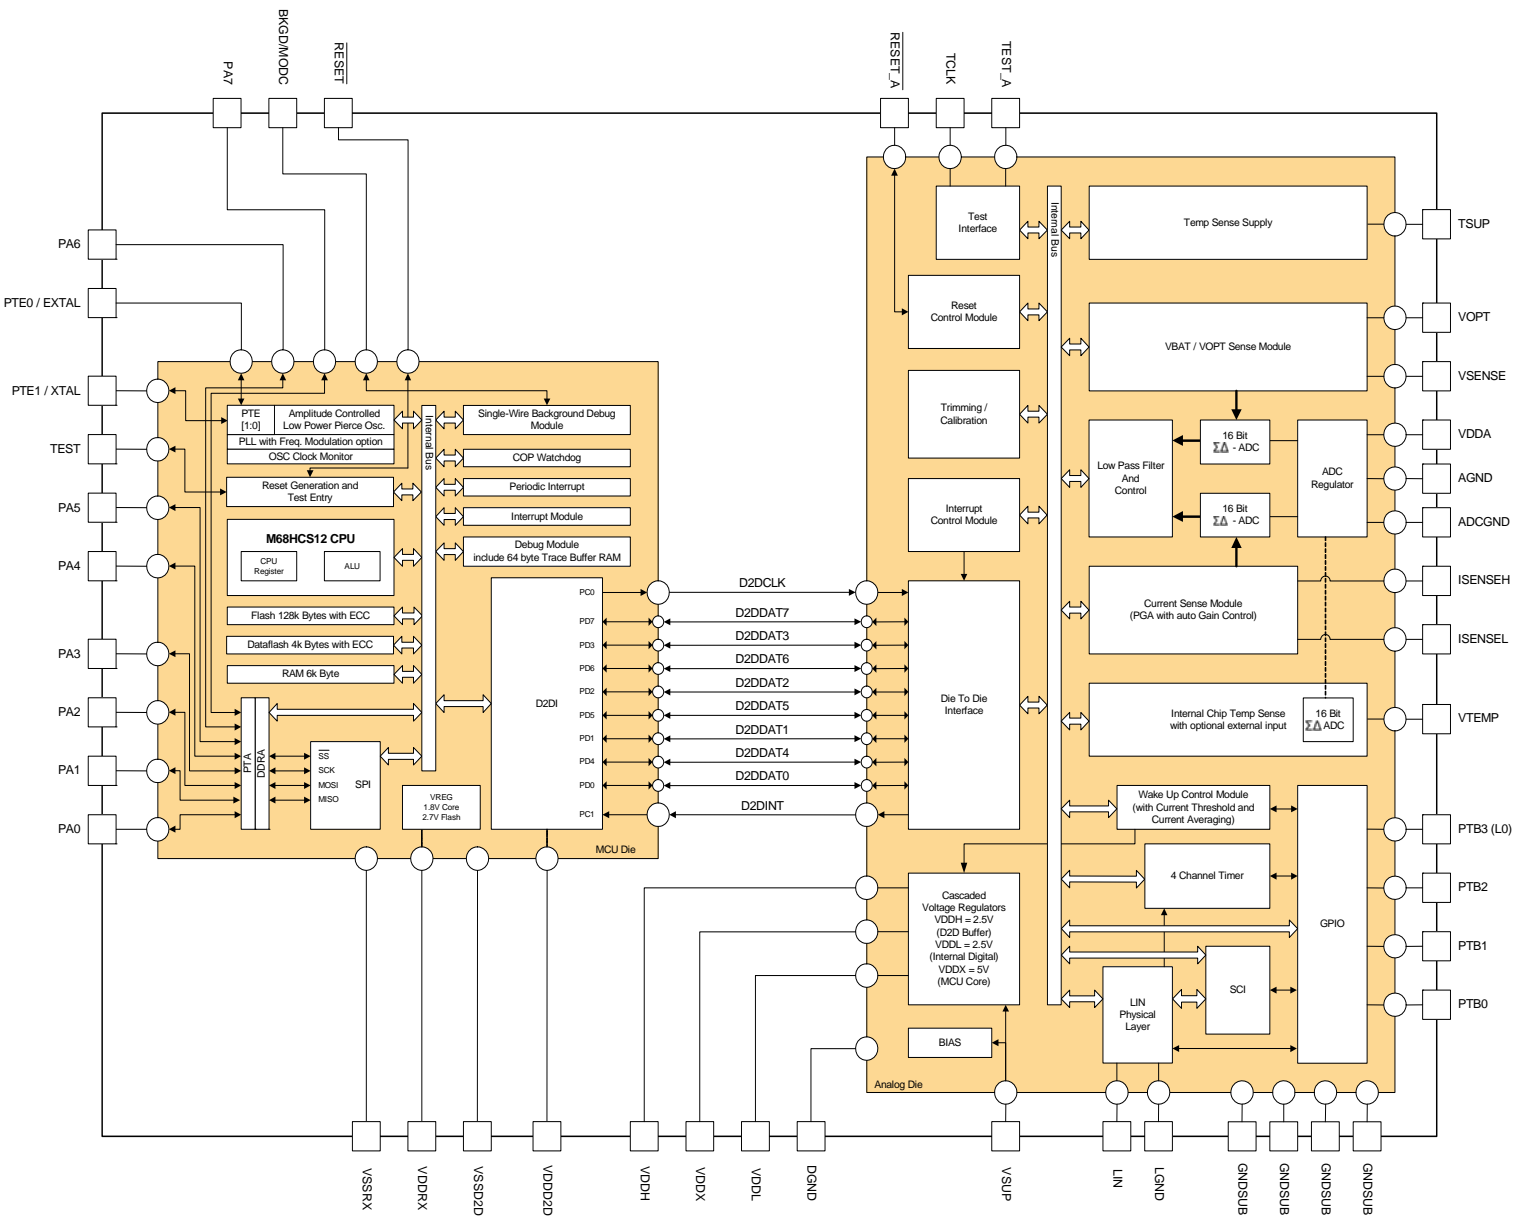 PA7
BKGD/MODC
RESET
RESET_A
TCLK
TEST_A
PA6
PTE0 / EXTAL
PTE1 / XTAL
TEST
PA5
PA4
PA3
PA2
PA1
PA0
PTE
[1:0]
Amplitude Controlled
Low Power Pierce Osc.
PLL with Freq. Modulation option
OSC Clock Monitor
Reset Generation and
Test Entry
M68HCS12 CPU
CPU
Register
ALU
Flash 128k Bytes with ECC
Dataflash 4k Bytes with ECC
RAM 6k Byte
PTA
DDRA
SS
SCK
MOSI
MISO
SPI
Internal Bus
Single-Wire Background Debug
Module
COP Watchdog
Periodic Interrupt
Interrupt Module
Debug Module
include 64 byte Trace Buffer RAM
D2DI
PC0
PD7
PD3
PD6
PD2
PD5
PD1
PD4
PD0
PC1
VREG
1.8V Core
2.7V Flash
MCU Die
D2DCLK
D2DDAT7
D2DDAT3
D2DDAT6
D2DDAT2
D2DDAT5
D2DDAT1
D2DDAT4
D2DDAT0
D2DINT
Test
Interface
Reset
Control Module
Trimming /
Calibration
Interrupt
Control Module
Die To Die
Interface
Cascaded
Voltage Regulators
VDDH = 2.5V
(D2D Buffer)
VDDL = 2.5V
(Internal Digital)
VDDX = 5V
(MCU Core)
BIAS
Analog Die
Internal Bus
Temp Sense Supply
VBAT / VOPT Sense Module
Low Pass Filter
And
Control
16 Bit
ΣΔ - ADC
16 Bit
ΣΔ - ADC
ADC
Regulator
Current Sense Module
(PGA with auto Gain Control)
Internal Chip Temp Sense
with optional external input
16 Bit
ΣΔ ADC
Wake Up Control Module
(with Current Threshold and
Current Averaging)
4 Channel Timer
GPIO
SCI
LIN
Physical
Layer
TSUP
VOPT
VSENSE
VDDA
AGND
ADCGND
ISENSEH
ISENSEL
VTEMP
PTB3 (L0)
PTB2
PTB1
PTB0
VSSRX
VDDRX
VSSD2D
VDDD2D
VDDH
VDDX
VDDL
DGND
VSUP
LIN
LGND
GNDSUB
GNDSUB
GNDSUB
GNDSUB